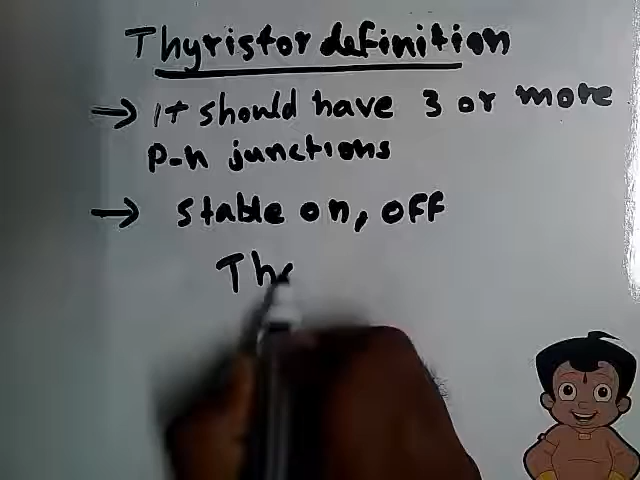 Thyristor definition
→ It should have 3 or more
P-n junctions
→ Stable on, off
Th